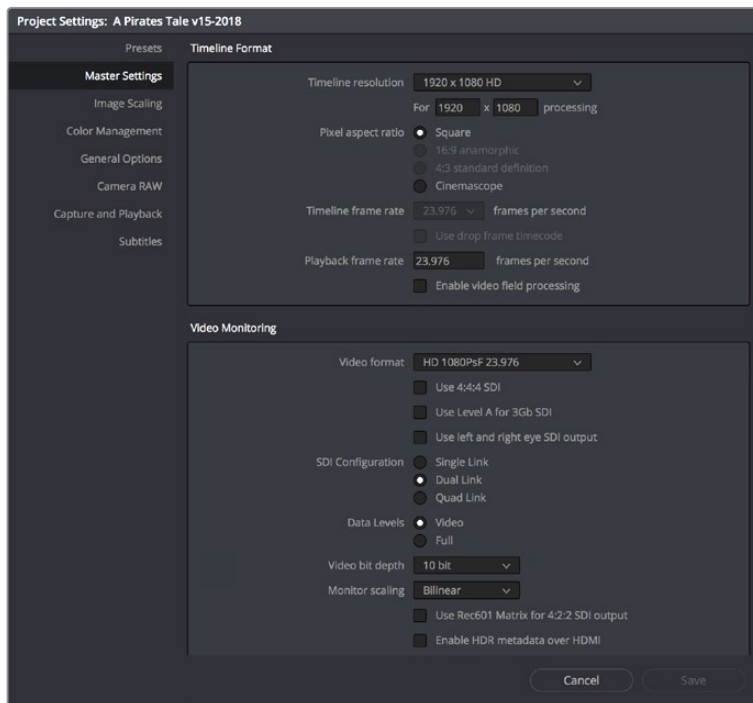 Project Settings: A Pirates Tale v15-2018
Presets
Master Settings
Image Scaling
Color Management
General Options
Camera RAW
Capture and Playback
Subtitles
Timeline Format
Timeline resolution 1920 x 1080 HD
For 1920 x 1080 processing
Pixel aspect ratio Square
16:9 anamorphic
4:3 standard definition
Cinemascope
Timeline frame rate 23.976 frames per second
Use drop frame timecode
Playback frame rate 23.976 frames per second
Enable video field processing
Video Monitoring
Video format HD 1080PsF 23.976
Use 4:4:4 SDI
Use Level A for 3Gb SDI
Use left and right eye SDI output
SDI Configuration Single Link
Dual Link
Quad Link
Data Levels Video
Full
Video bit depth 10 bit
Monitor scaling Bilinear
Use Rec601 Matrix for 4:2:2 SDI output
Enable HDR metadata over HDMI
Cancel Save